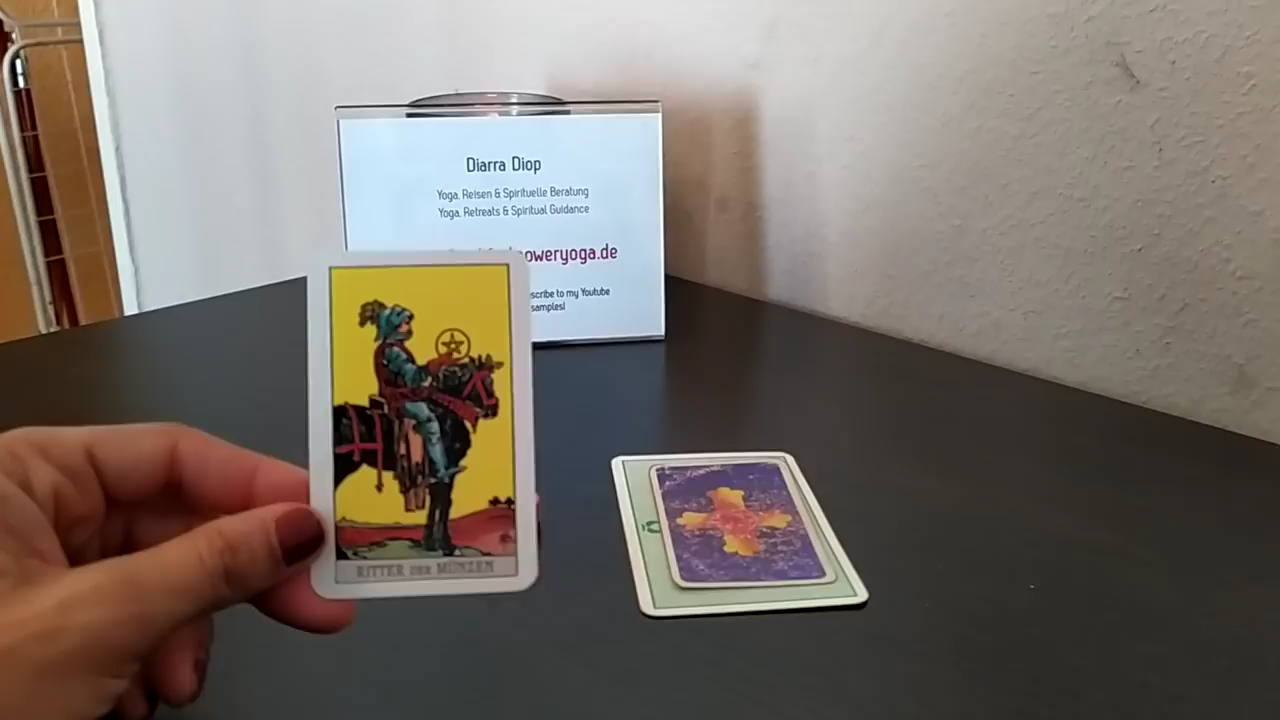 Diarra Diop
Yoga, Reisen & Spirituelle Beratung
Yoga, Retreats & Spiritual Guidance
oweryoga.de
scribe to my Youtube
samples!
RITTER DER MÜNZEN